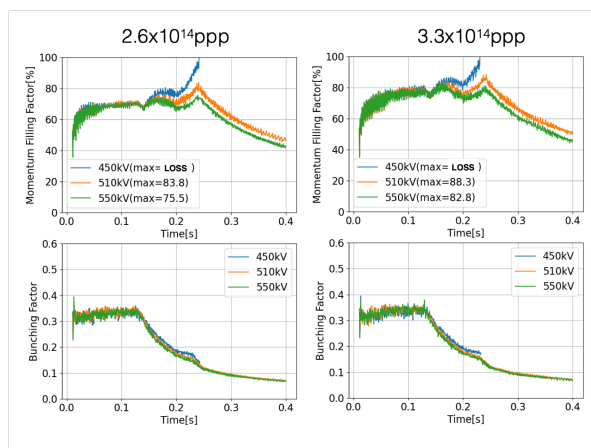 2.6x10¹⁴ppp
3.3x10¹⁴ppp
Momentum Filling Factor[%]
100
80
60
40
20
0
450kV(max= LOSS )
510kV(max=83.8)
550kV(max=75.5)
0.0 0.1 0.2 0.3 0.4
Time[s]
Momentum Filling Factor[%]
100
80
60
40
20
0
450kV(max= LOSS )
510kV(max=88.3)
550kV(max=82.8)
0.0 0.1 0.2 0.3 0.4
Time[s]
Bunching Factor
0.6
0.5
0.4
0.3
0.2
0.1
0.0
450kV
510kV
550kV
0.0 0.1 0.2 0.3 0.4
Time[s]
Bunching Factor
0.6
0.5
0.4
0.3
0.2
0.1
0.0
450kV
510kV
550kV
0.0 0.1 0.2 0.3 0.4
Time[s]